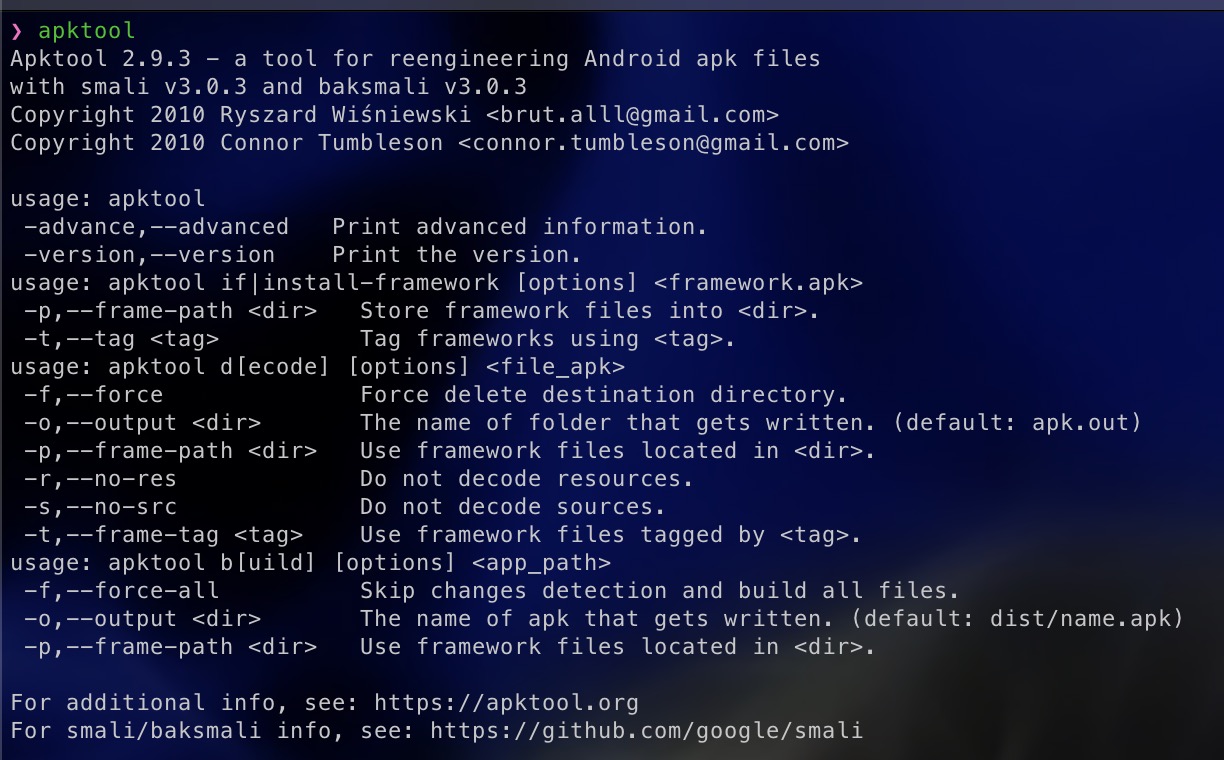 ❯ apktool
Apktool 2.9.3 – a tool for reengineering Android apk files
with smali v3.0.3 and baksmali v3.0.3
Copyright 2010 Ryszard Wiśniewski <brut.alll@gmail.com>
Copyright 2010 Connor Tumbleson <connor.tumbleson@gmail.com>

usage: apktool
 -advance,--advanced   Print advanced information.
 -version,--version    Print the version.
usage: apktool if|install-framework [options] <framework.apk>
 -p,--frame-path <dir>   Store framework files into <dir>.
 -t,--tag <tag>          Tag frameworks using <tag>.
usage: apktool d[ecode] [options] <file_apk>
 -f,--force              Force delete destination directory.
 -o,--output <dir>       The name of folder that gets written. (default: apk.out)
 -p,--frame-path <dir>   Use framework files located in <dir>.
 -r,--no-res             Do not decode resources.
 -s,--no-src             Do not decode sources.
 -t,--frame-tag <tag>    Use framework files tagged by <tag>.
usage: apktool b[uild] [options] <app_path>
 -f,--force-all          Skip changes detection and build all files.
 -o,--output <dir>       The name of apk that gets written. (default: dist/name.apk)
 -p,--frame-path <dir>   Use framework files located in <dir>.

For additional info, see: https://apktool.org
For smali/baksmali info, see: https://github.com/google/smali